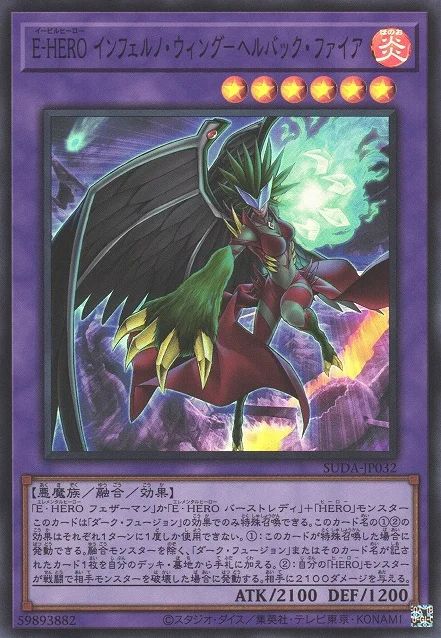 イービルヒーロー
E-HERO インフェルノ・ウィング－ヘルバック・ファイア
ほのお
炎
SUDA-JP032
【悪魔族／融合／効果】
「E・HERO フェザーマン」か「E・HERO バーストレディ」＋「HERO」モンスター
このカードは「ダーク・フュージョン」の効果でのみ特殊召喚できる。このカード名の①②の
効果はそれぞれ1ターンに1度しか使用できない。①：このカードが特殊召喚した場合に
発動できる。融合モンスターを除く、「ダーク・フュージョン」またはそのカード名が記さ
れたカード1枚を自分のデッキ・墓地から手札に加える。②：自分の「HERO」モンスター
が戦闘で相手モンスターを破壊した場合に発動する。相手に2100ダメージを与える。
ATK/2100 DEF/1200
59893882
©スタジオ・ダイス／集英社・テレビ東京・KONAMI